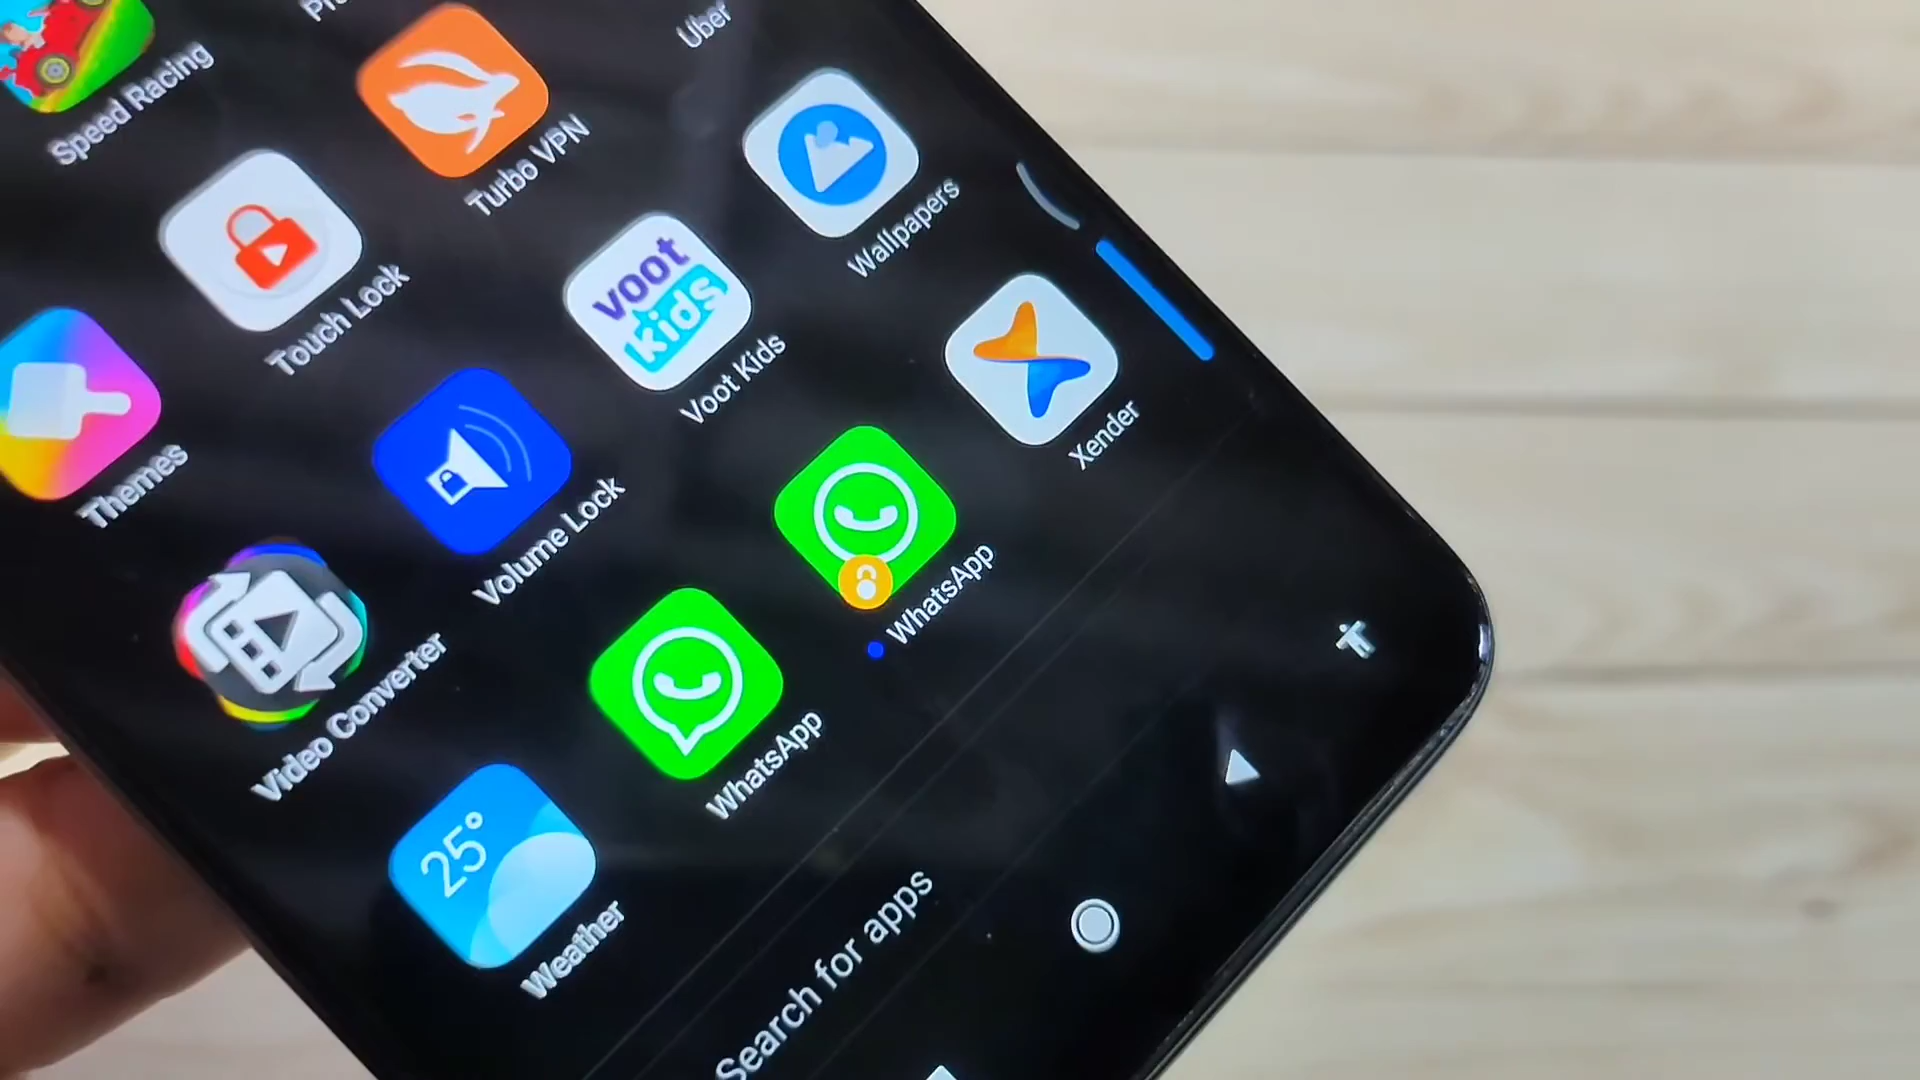 Uber
Speed Racing
Turbo VPN
Wallpapers
Touch Lock
voot
kids
Voot Kids
Xender
Themes
Volume Lock
WhatsApp
Video Converter
WhatsApp
25°
Weather
Search for apps